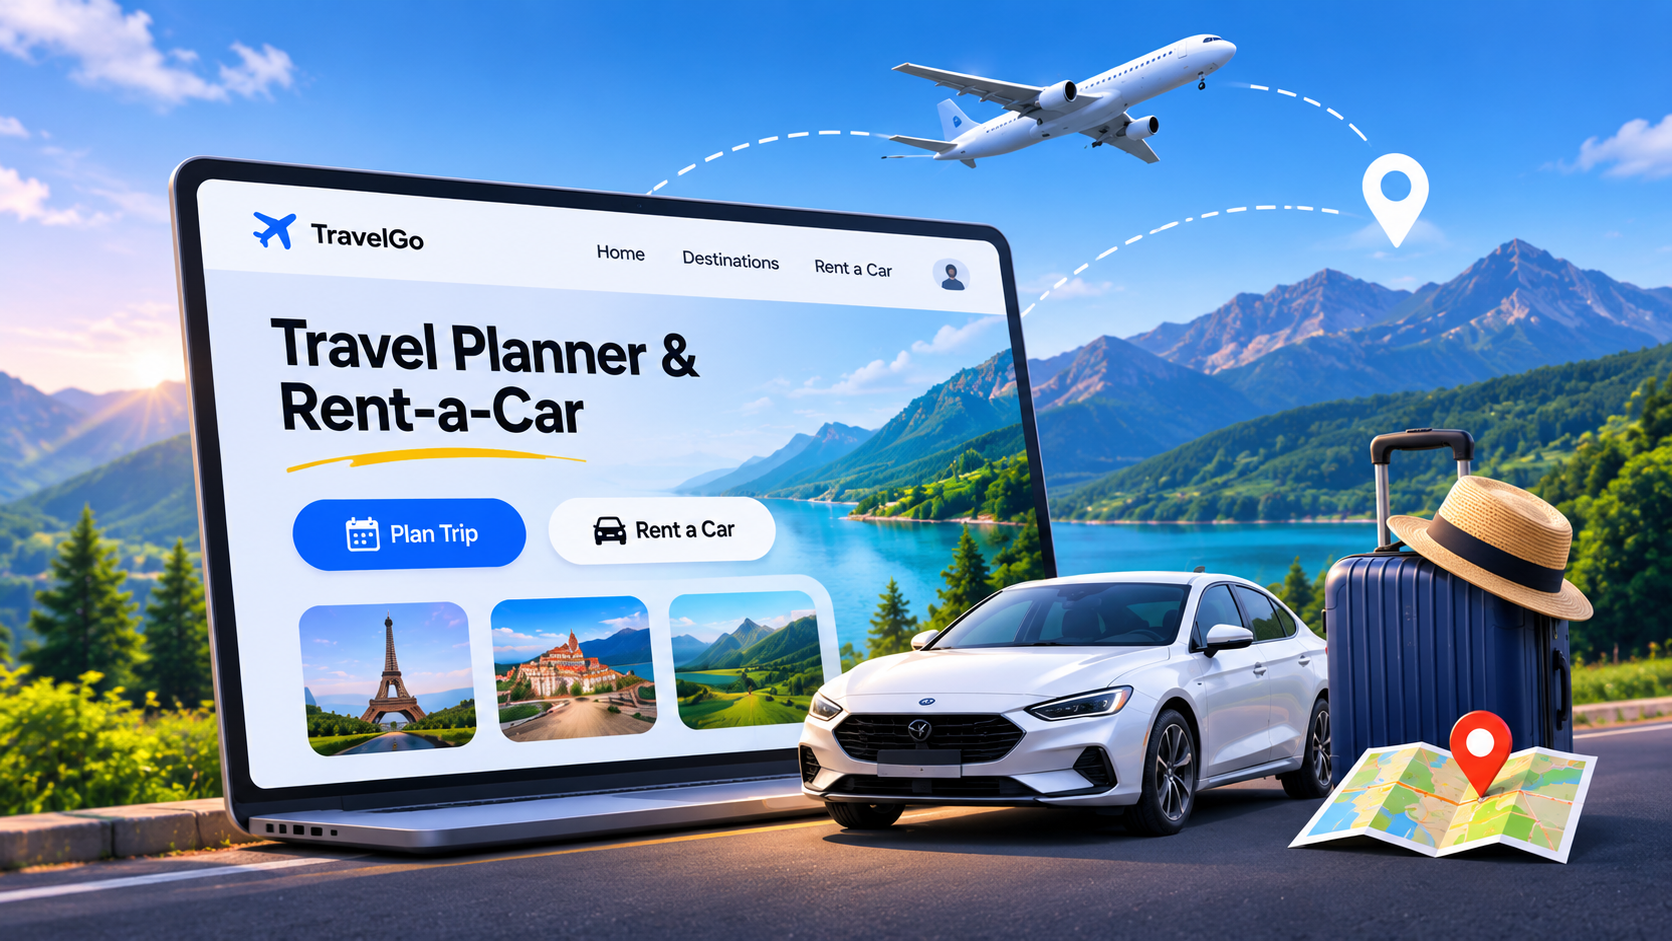 TravelGo
Home
Destinations
Rent a Car
Travel Planner &
Rent-a-Car
Plan Trip
Rent a Car